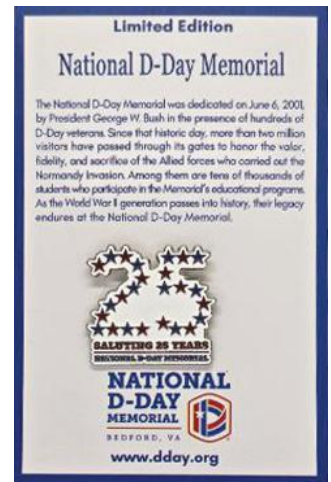 Limited Edition
National D-Day Memorial
The National D-Day Memorial was dedicated on June 6, 2001,
by President George W. Bush in the presence of hundreds of
D-Day veterans. Since that historic day, more than two million
visitors have passed through its gates to honor the valor,
fidelity, and sacrifice of the Allied forces who carried out the
Normandy Invasion. Among them are tens of thousands of
students who participate in the Memorial's educational programs.
As the World War II generation passes into history, their legacy
endures at the National D-Day Memorial.
25
SALUTING 25 YEARS
NATIONAL D-DAY MEMORIAL
NATIONAL
D-DAY
MEMORIAL
BEDFORD, VA
www.dday.org